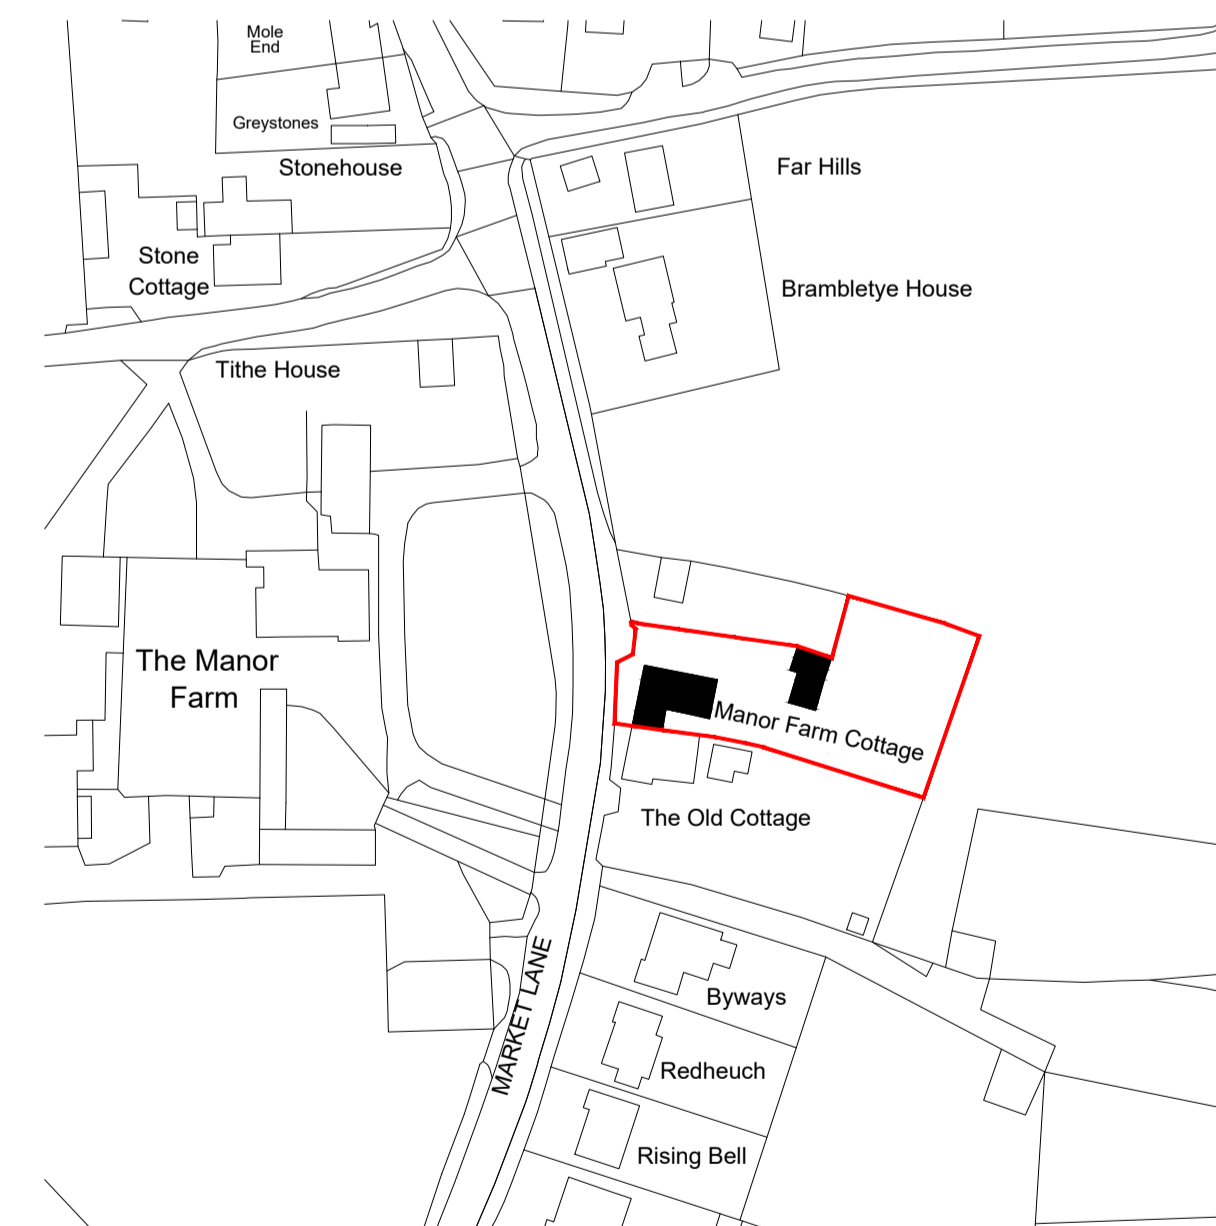 Mole
End
Greystones
Stonehouse
Far Hills
Stone
Cottage
Brambletye House
Tithe House
The Manor
Farm
Manor Farm Cottage
The Old Cottage
MARKET LANE
Byways
Redheuch
Rising Bell